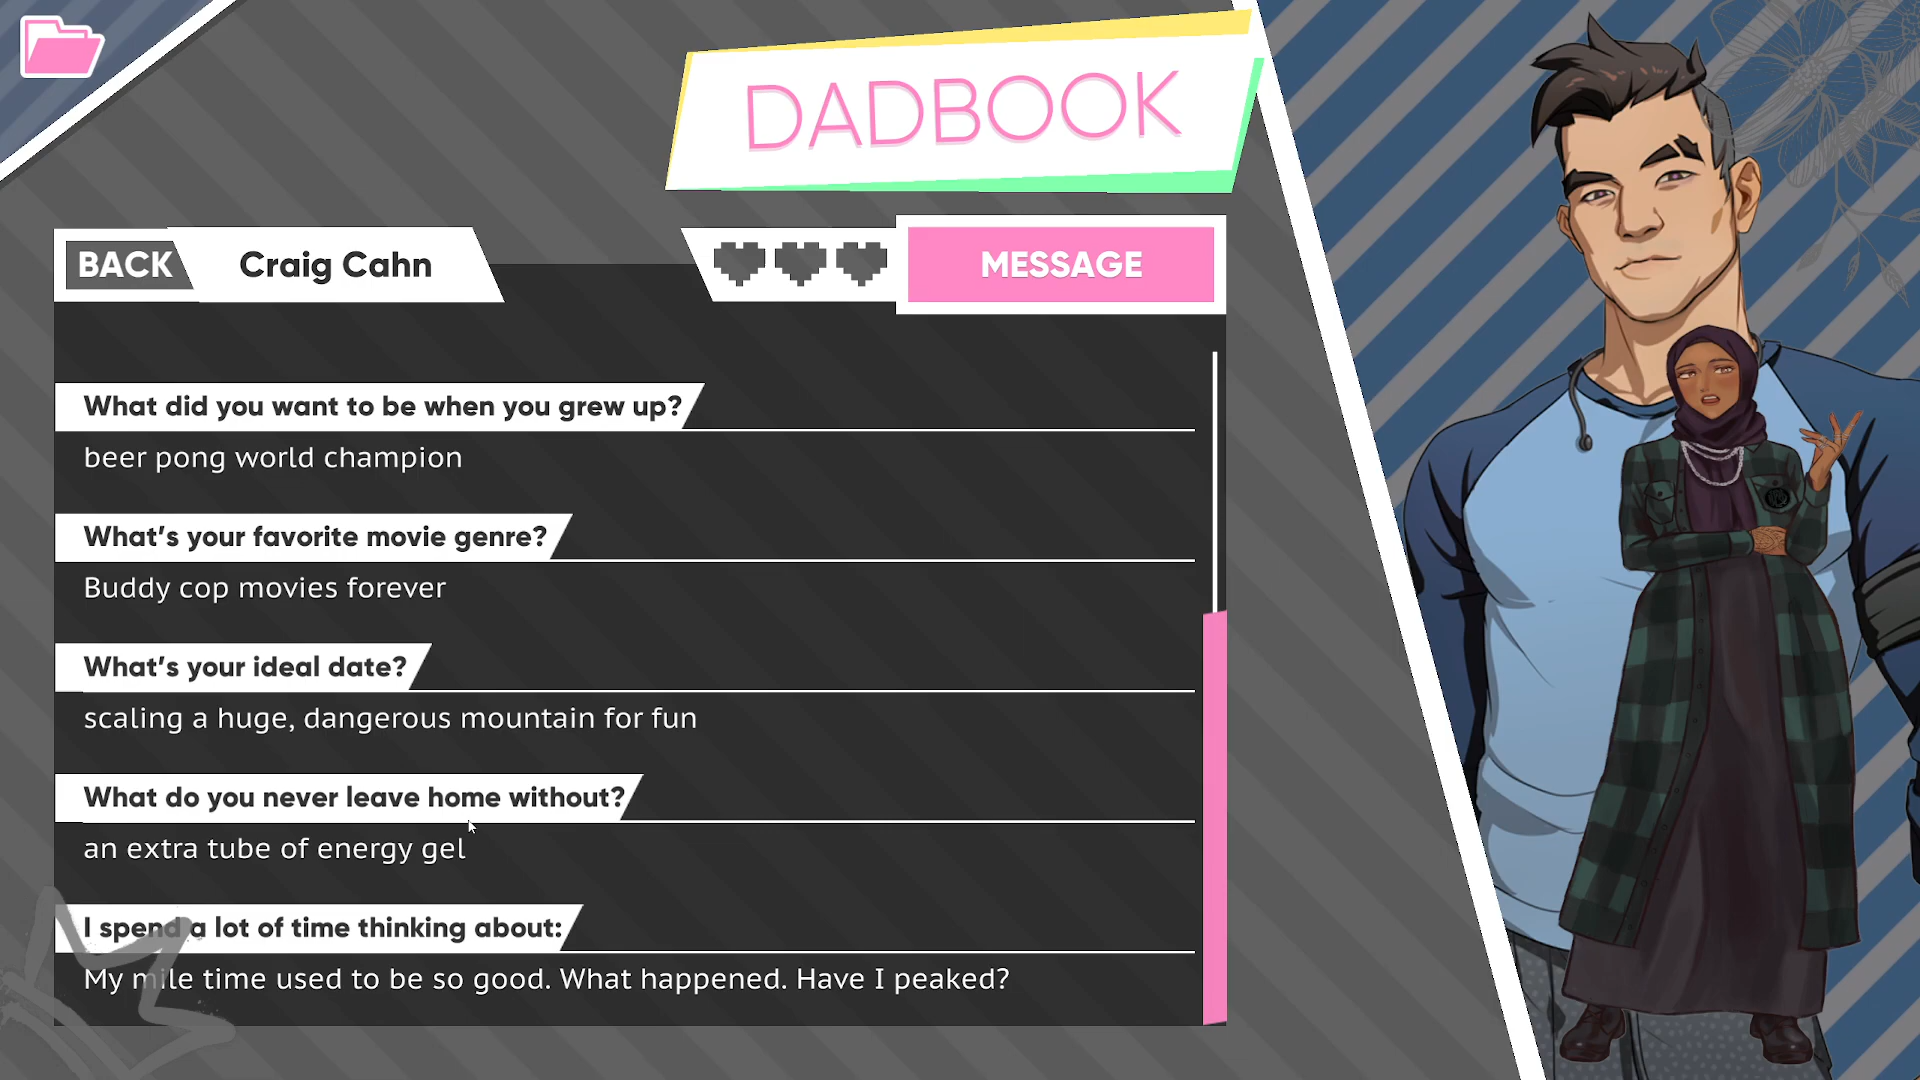 DADBOOK
BACK
Craig Cahn
MESSAGE
What did you want to be when you grew up?
beer pong world champion
What's your favorite movie genre?
Buddy cop movies forever
What's your ideal date?
scaling a huge, dangerous mountain for fun
What do you never leave home without?
an extra tube of energy gel
I spend a lot of time thinking about:
My mile time used to be so good. What happened. Have I peaked?